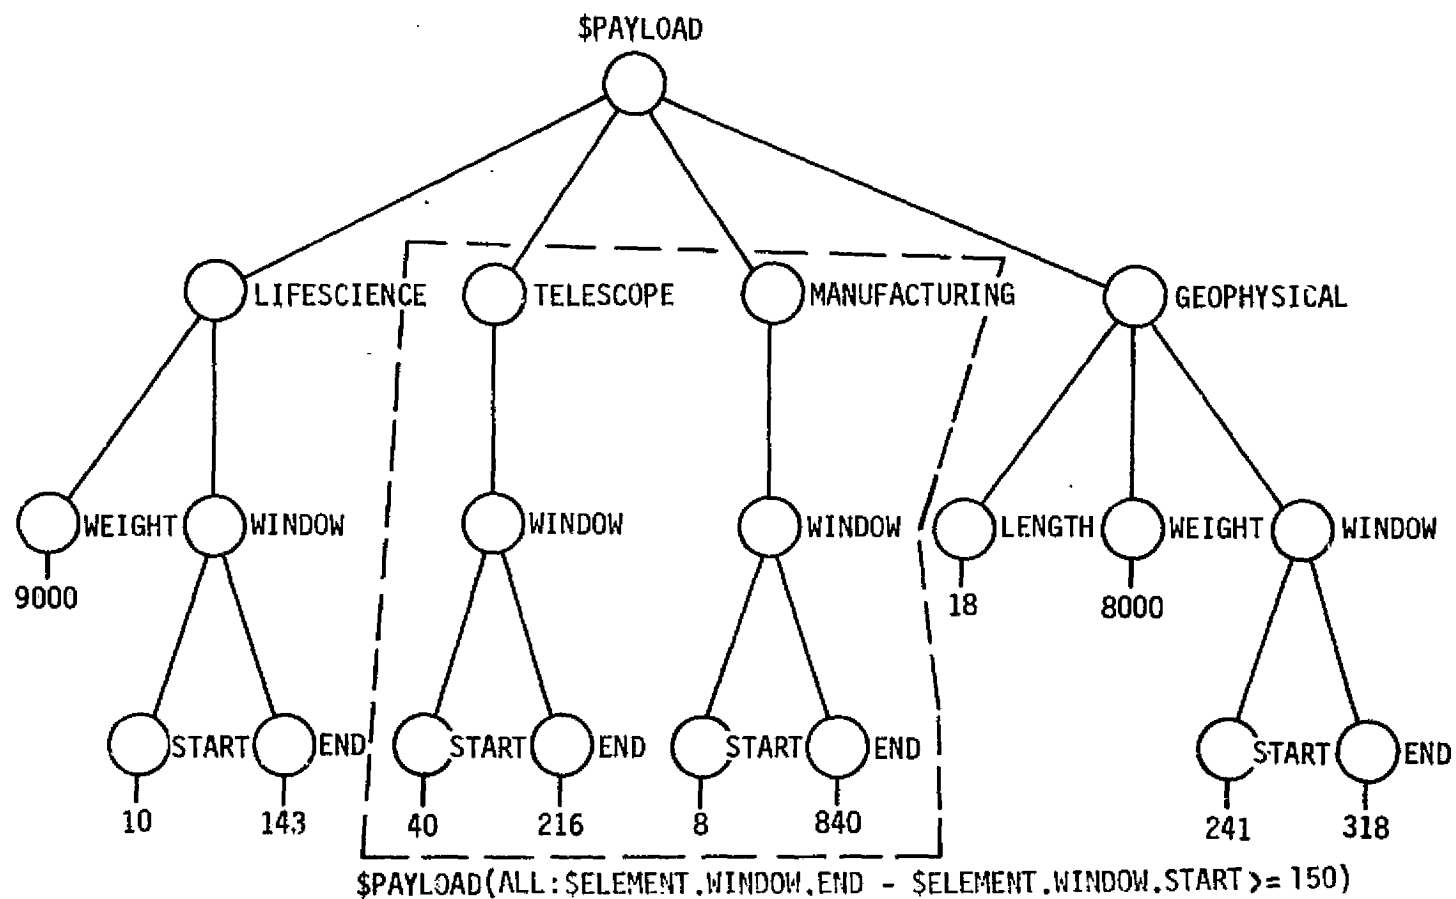 $PAYLOAD
LIFESCIENCE TELESCOPE MANUFACTURING GEOPHYSICAL
WEIGHT WINDOW WINDOW WINDOW LENGTH WEIGHT WINDOW
9000 18 8000
START END START END START END START END
10 143 40 216 8 840 241 318
$PAYLOAD(ALL:$ELEMENT.WINDOW.END - $ELEMENT.WINDOW.START>=150)